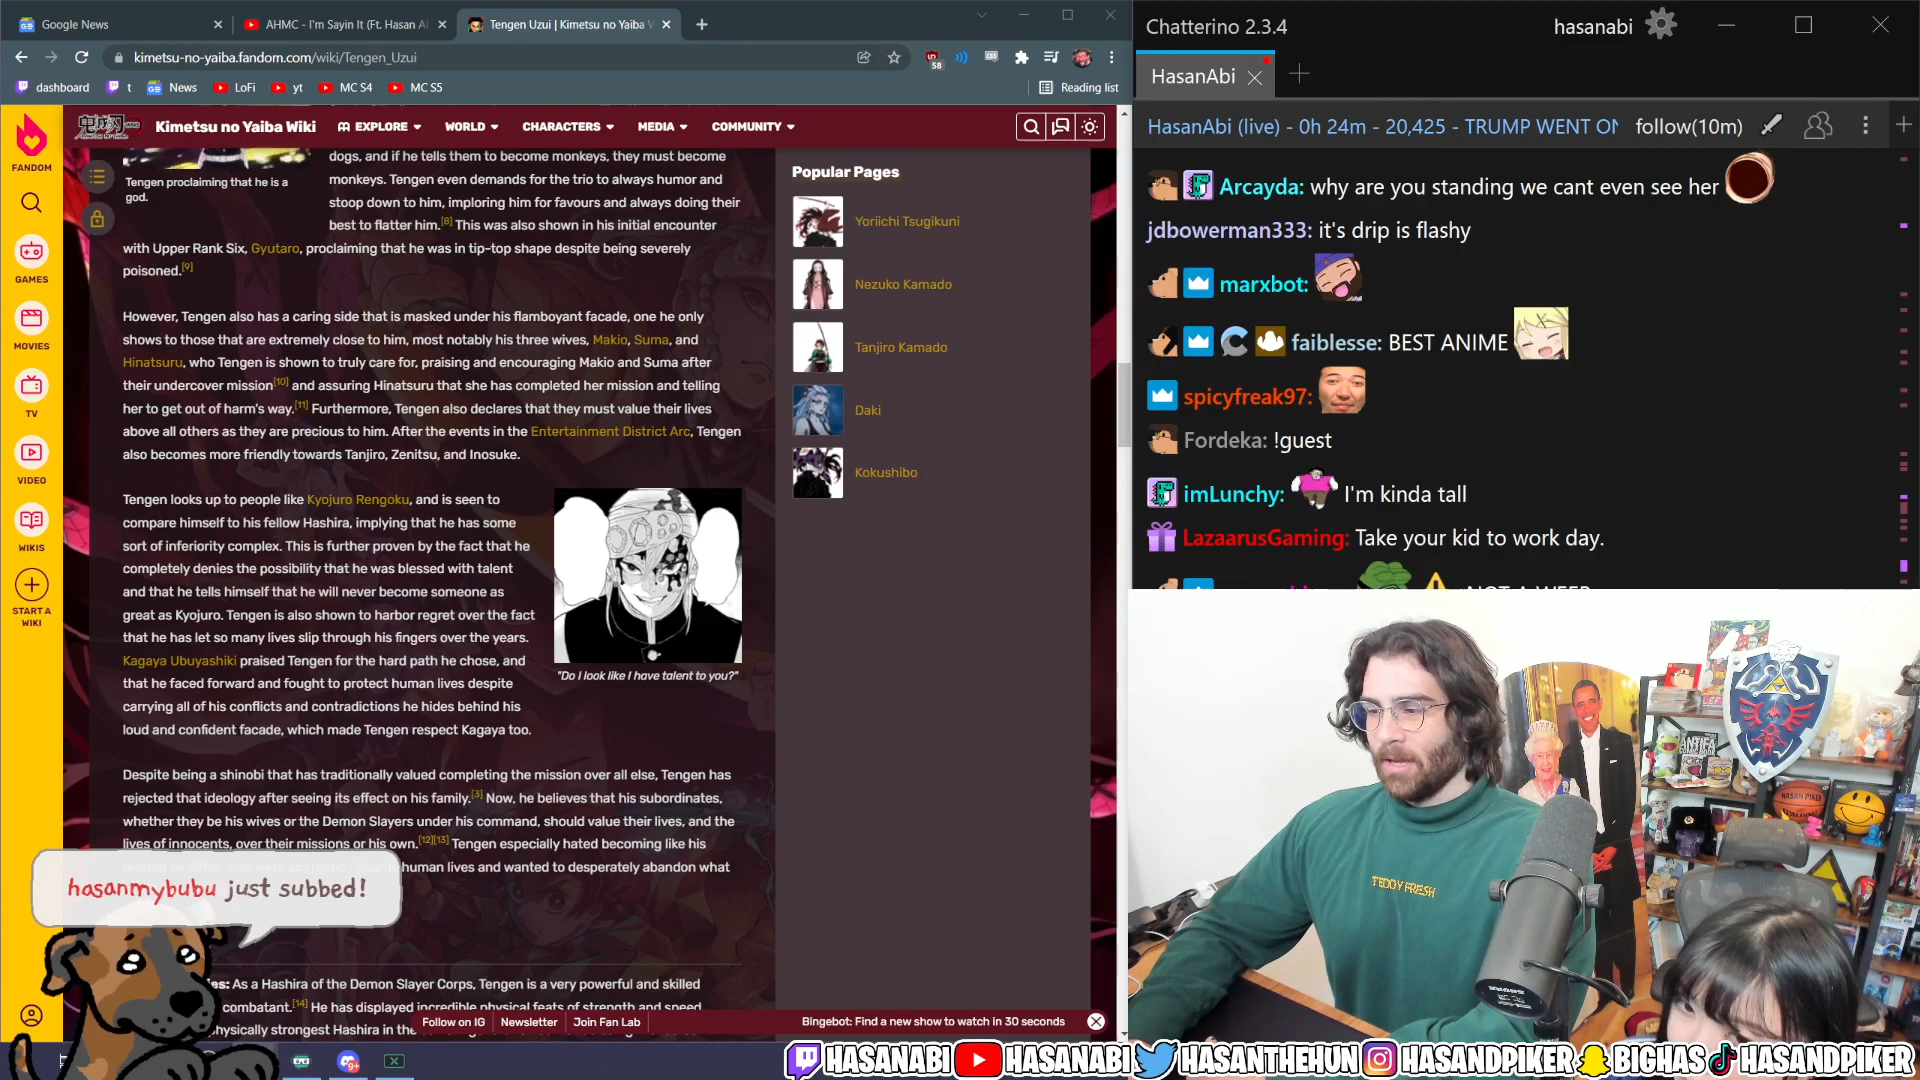 Google News
AHMC - I'm Sayin It (Ft. Hasan A
Tengen Uzui | Kimetsu no Yaiba W
kimetsu-no-yaiba.fandom.com/wiki/Tengen_Uzui
58
dashboard
t
News
LoFi
yt
MC S4
MC S5
Reading list
FANDOM
GAMES
MOVIES
TV
VIDEO
WIKIS
START A
WIKI
Kimetsu no Yaiba Wiki
EXPLORE
WORLD
CHARACTERS
MEDIA
COMMUNITY
Tengen proclaiming that he is a
god.
dogs, and if he tells them to become monkeys, they must become
monkeys. Tengen even demands for the trio to always humor and
stoop down to him, imploring him for favours and always doing their
best to flatter him.[8] This was also shown in his initial encounter
with Upper Rank Six, Gyutaro, proclaiming that he was in tip-top shape despite being severely
poisoned.[9]
However, Tengen also has a caring side that is masked under his flamboyant facade, one he only
shows to those that are extremely close to him, most notably his three wives, Makio, Suma, and
Hinatsuru, who Tengen is shown to truly care for, praising and encouraging Makio and Suma after
their undercover mission[10] and assuring Hinatsuru that she has completed her mission and telling
her to get out of harm's way.[11] Furthermore, Tengen also declares that they must value their lives
above all others as they are precious to him. After the events in the Entertainment District Arc, Tengen
also becomes more friendly towards Tanjiro, Zenitsu, and Inosuke.
Tengen looks up to people like Kyojuro Rengoku, and is seen to
compare himself to his fellow Hashira, implying that he has some
sort of inferiority complex. This is further proven by the fact that he
completely denies the possibility that he was blessed with talent
and that he tells himself that he will never become someone as
great as Kyojuro. Tengen is also shown to harbor regret over the fact
that he has let so many lives slip through his fingers over the years.
Kagaya Ubuyashiki praised Tengen for the hard path he chose, and
that he faced forward and fought to protect human lives despite
carrying all of his conflicts and contradictions he hides behind his
loud and confident facade, which made Tengen respect Kagaya too.
"Do I look like I have talent to you?"
Despite being a shinobi that has traditionally valued completing the mission over all else, Tengen has
rejected that ideology after seeing its effect on his family.[3] Now, he believes that his subordinates,
whether they be his wives or the Demon Slayers under his command, should value their lives, and the
lives of innocents, over their missions or his own.[12][13] Tengen especially hated becoming like his
human lives and wanted to desperately abandon what
hasanmybubu just subbed!
ies: As a Hashira of the Demon Slayer Corps, Tengen is a very powerful and skilled
combatant.[14] He has displayed incredible physical feats of strength and speed
physically strongest Hashira in the
Popular Pages
Yoriichi Tsugikuni
Nezuko Kamado
Tanjiro Kamado
Daki
Kokushibo
Follow on IG
Newsletter
Join Fan Lab
Bingebot: Find a new show to watch in 30 seconds
9+
Chatterino 2.3.4
hasanabi
HasanAbi
HasanAbi (live) - 0h 24m - 20,425 - TRUMP WENT ON
follow(10m)
Arcayda: why are you standing we cant even see her
jdbowerman333: it's drip is flashy
marxbot:
faiblesse: BEST ANIME
spicyfreak97:
Fordeka: !guest
imLunchy: I'm kinda tall
LazaarusGaming: Take your kid to work day.
NOT A WEEB
ANTIFA
HASAN PIKER
TEDDY FRESH
HASANABI
HASANABI
HASANTHEHUN
HASANDPIKER
BIGHAS
HASANDPIKER